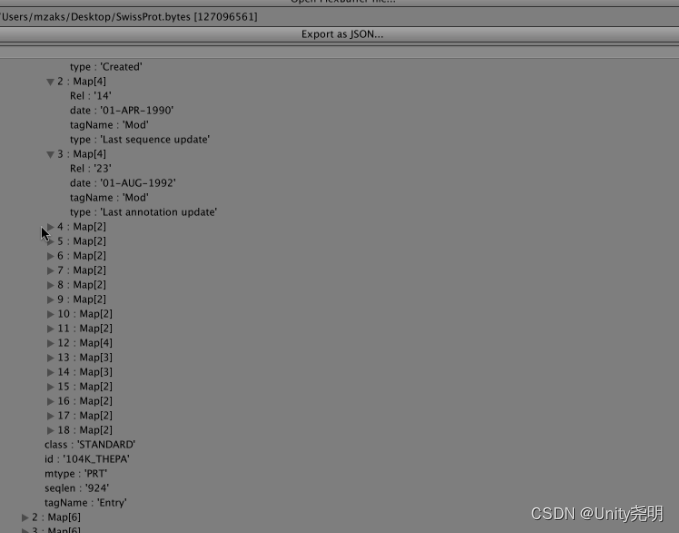 Open FlexBuffer file...
/Users/mzaks/Desktop/SwissProt.bytes [127096561]
Export as JSON...
type : 'Created'
2 : Map[4]
Rel : '14'
date : '01-APR-1990'
tagName : 'Mod'
type : 'Last sequence update'
3 : Map[4]
Rel : '23'
date : '01-AUG-1992'
tagName : 'Mod'
type : 'Last annotation update'
4 : Map[2]
5 : Map[2]
6 : Map[2]
7 : Map[2]
8 : Map[2]
9 : Map[2]
10 : Map[2]
11 : Map[2]
12 : Map[4]
13 : Map[3]
14 : Map[3]
15 : Map[2]
16 : Map[2]
17 : Map[2]
18 : Map[2]
class : 'STANDARD'
id : '104K_THEPA'
mtype : 'PRT'
seqlen : '924'
tagName : 'Entry'
2 : Map[6]
3 : Map[6]
CSDN @Unity尧明